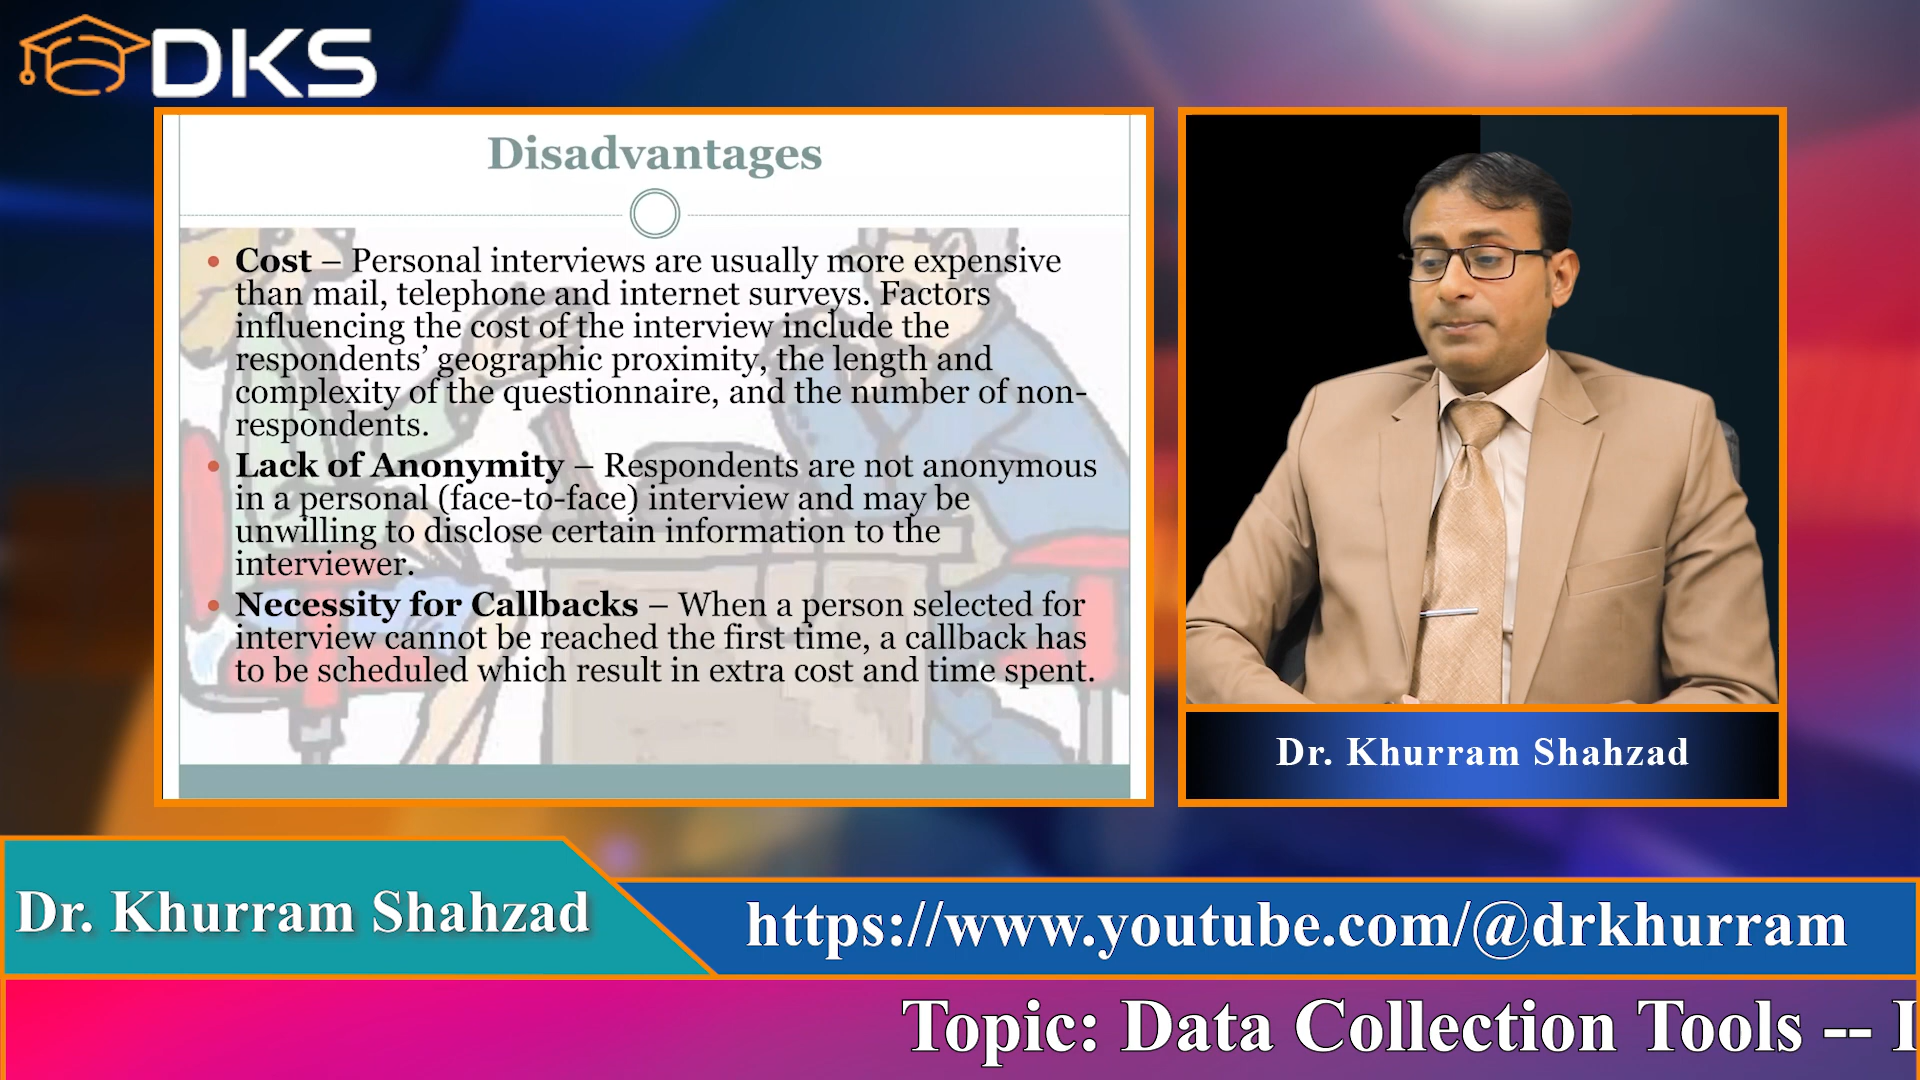 DKS
Disadvantages
• Cost – Personal interviews are usually more expensive
than mail, telephone and internet surveys. Factors
influencing the cost of the interview include the
respondents’ geographic proximity, the length and
complexity of the questionnaire, and the number of non-
respondents.
• Lack of Anonymity – Respondents are not anonymous
in a personal (face-to-face) interview and may be
unwilling to disclose certain information to the
interviewer.
• Necessity for Callbacks – When a person selected for
interview cannot be reached the first time, a callback has
to be scheduled which result in extra cost and time spent.
Dr. Khurram Shahzad
Dr. Khurram Shahzad
https://www.youtube.com/@drkhurram
Topic: Data Collection Tools --